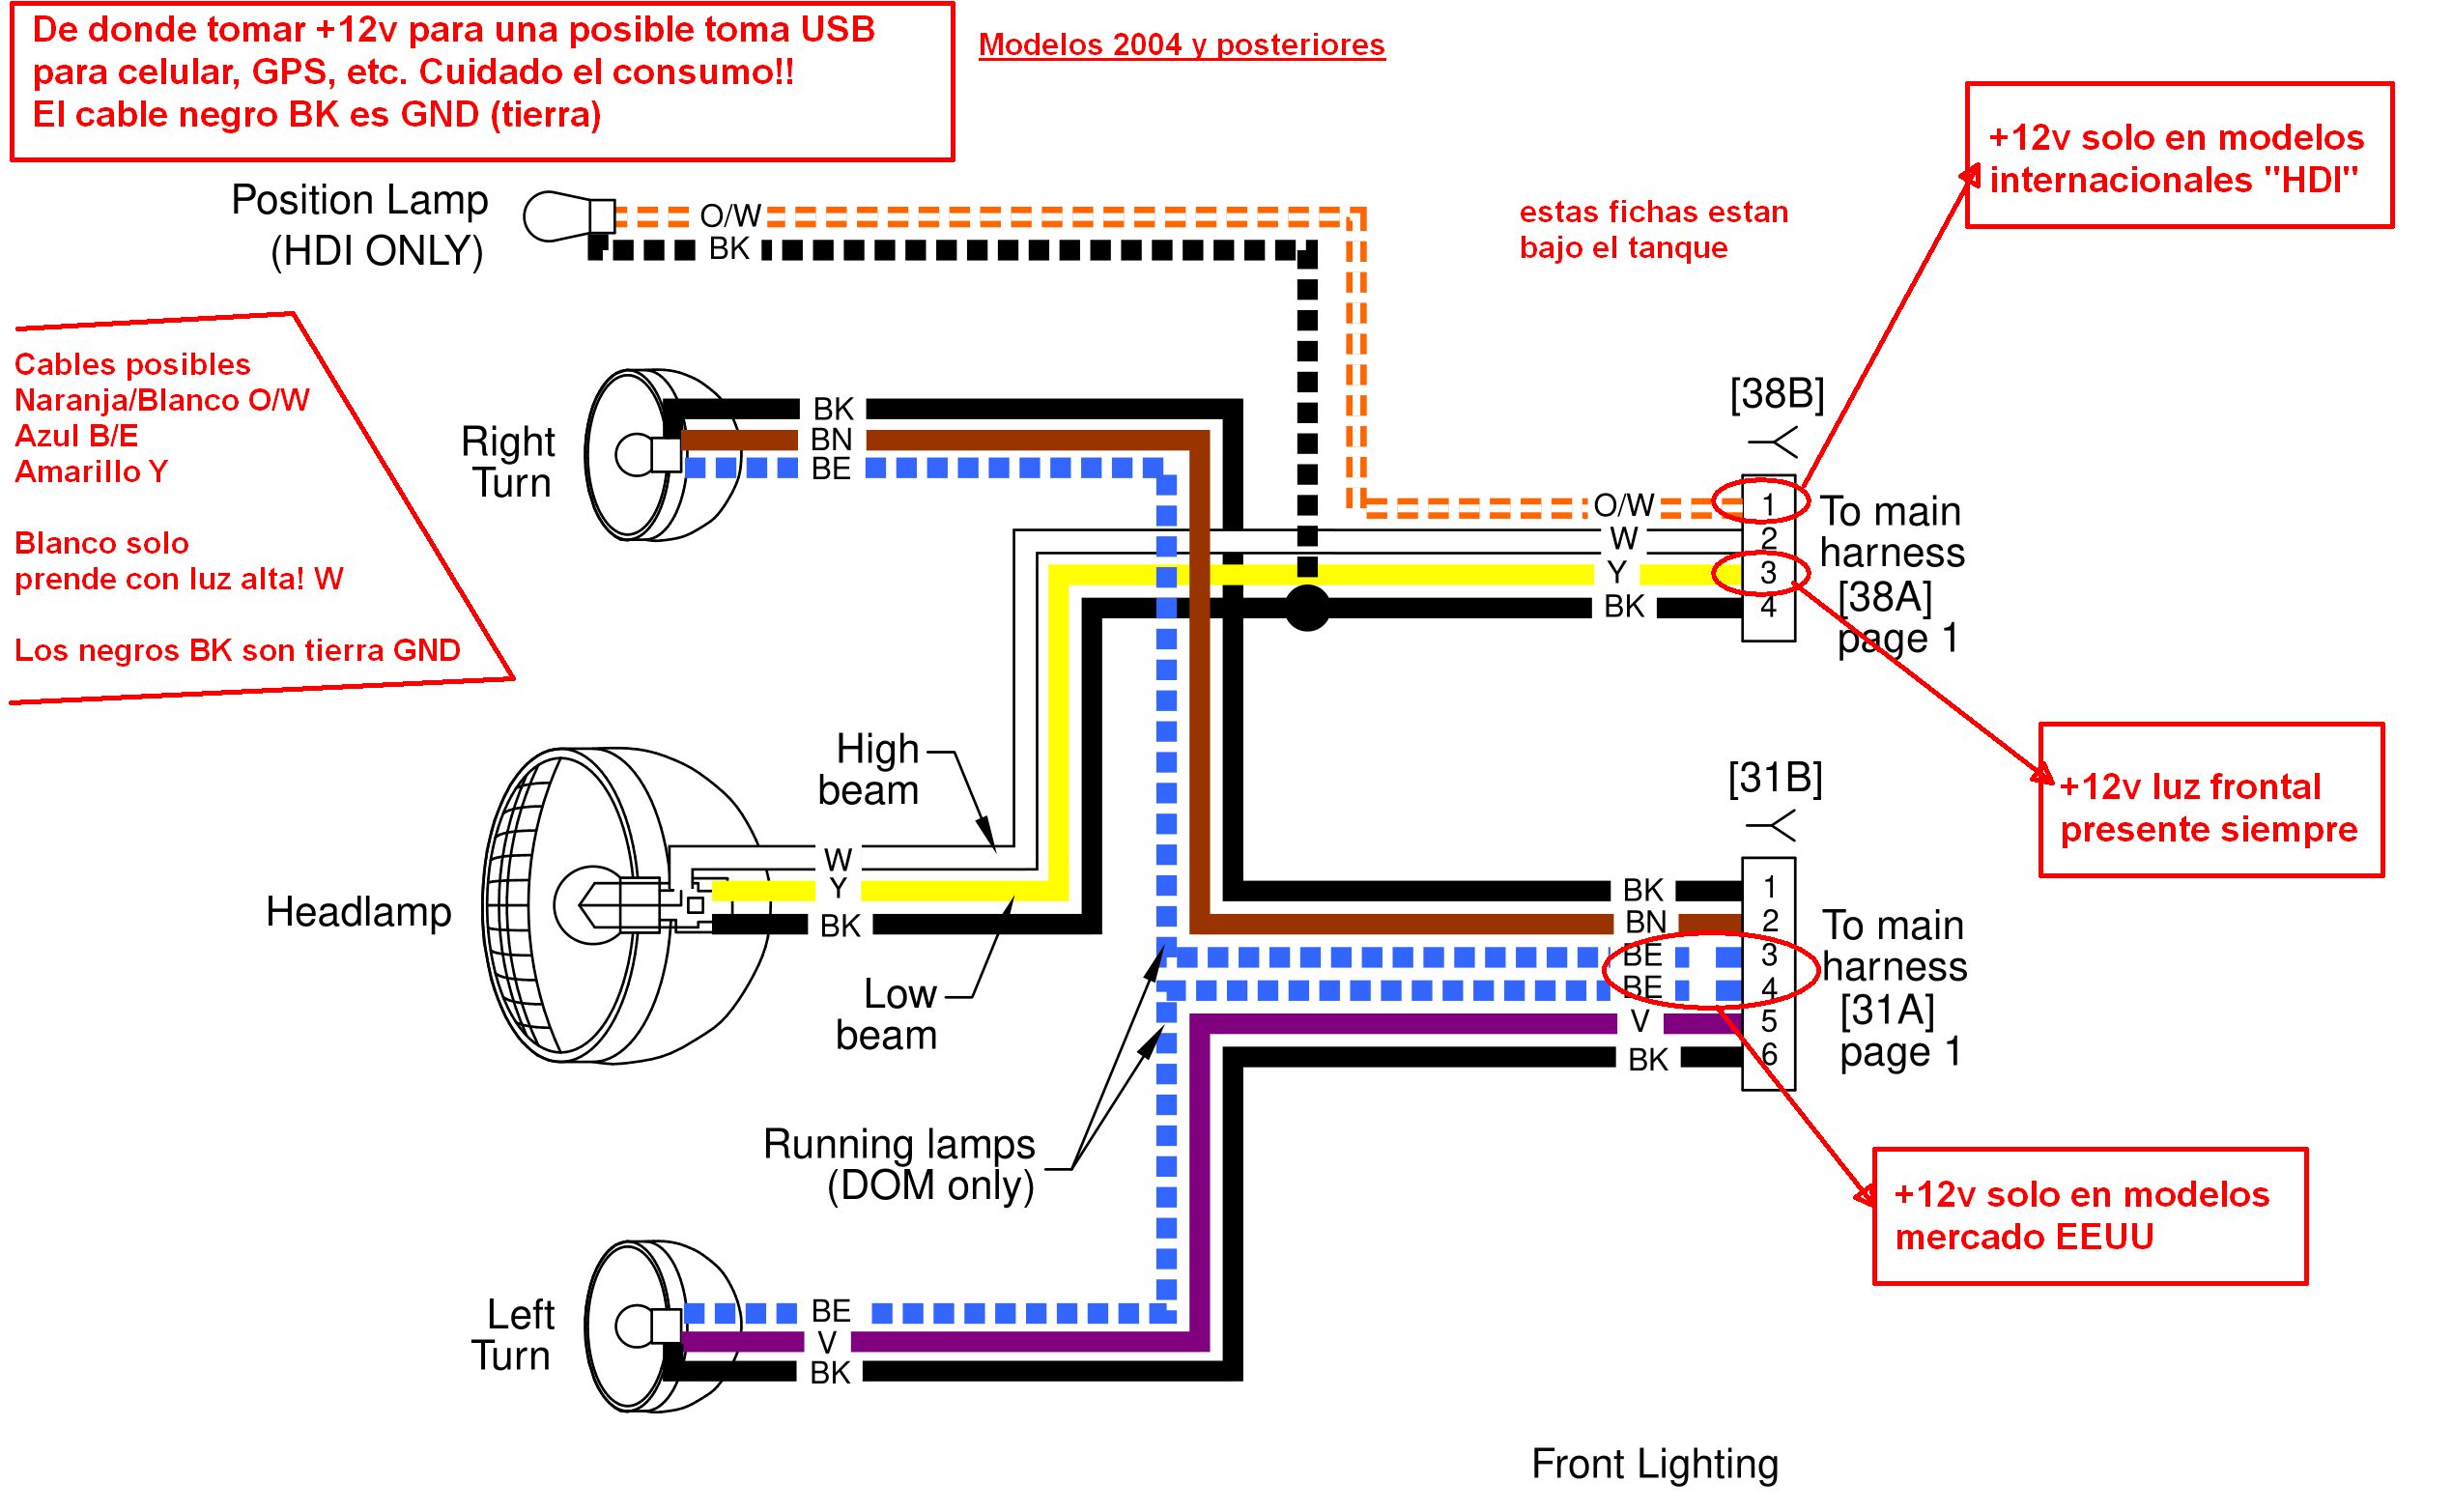 De donde tomar +12v para una posible toma USB
para celular, GPS, etc. Cuidado el consumo!!
El cable negro BK es GND (tierra)
Modelos 2004 y posteriores
+12v solo en modelos
internacionales "HDI"
estas fichas estan
bajo el tanque
Position Lamp
(HDI ONLY)
O/W
BK
Cables posibles
Naranja/Blanco O/W
Azul B/E
Amarillo Y
Blanco solo
prende con luz alta! W
Los negros BK son tierra GND
Right
Turn
BK
BN
BE
[38B]
O/W
W
Y
BK
1
2
3
4
To main
harness
[38A]
page 1
+12v luz frontal
presente siempre
High
beam
Headlamp
W
Y
BK
Low
beam
[31B]
BK
BN
BE
BE
V
BK
1
2
3
4
5
6
To main
harness
[31A]
page 1
Running lamps
(DOM only)
+12v solo en modelos
mercado EEUU
Left
Turn
BE
V
BK
Front Lighting